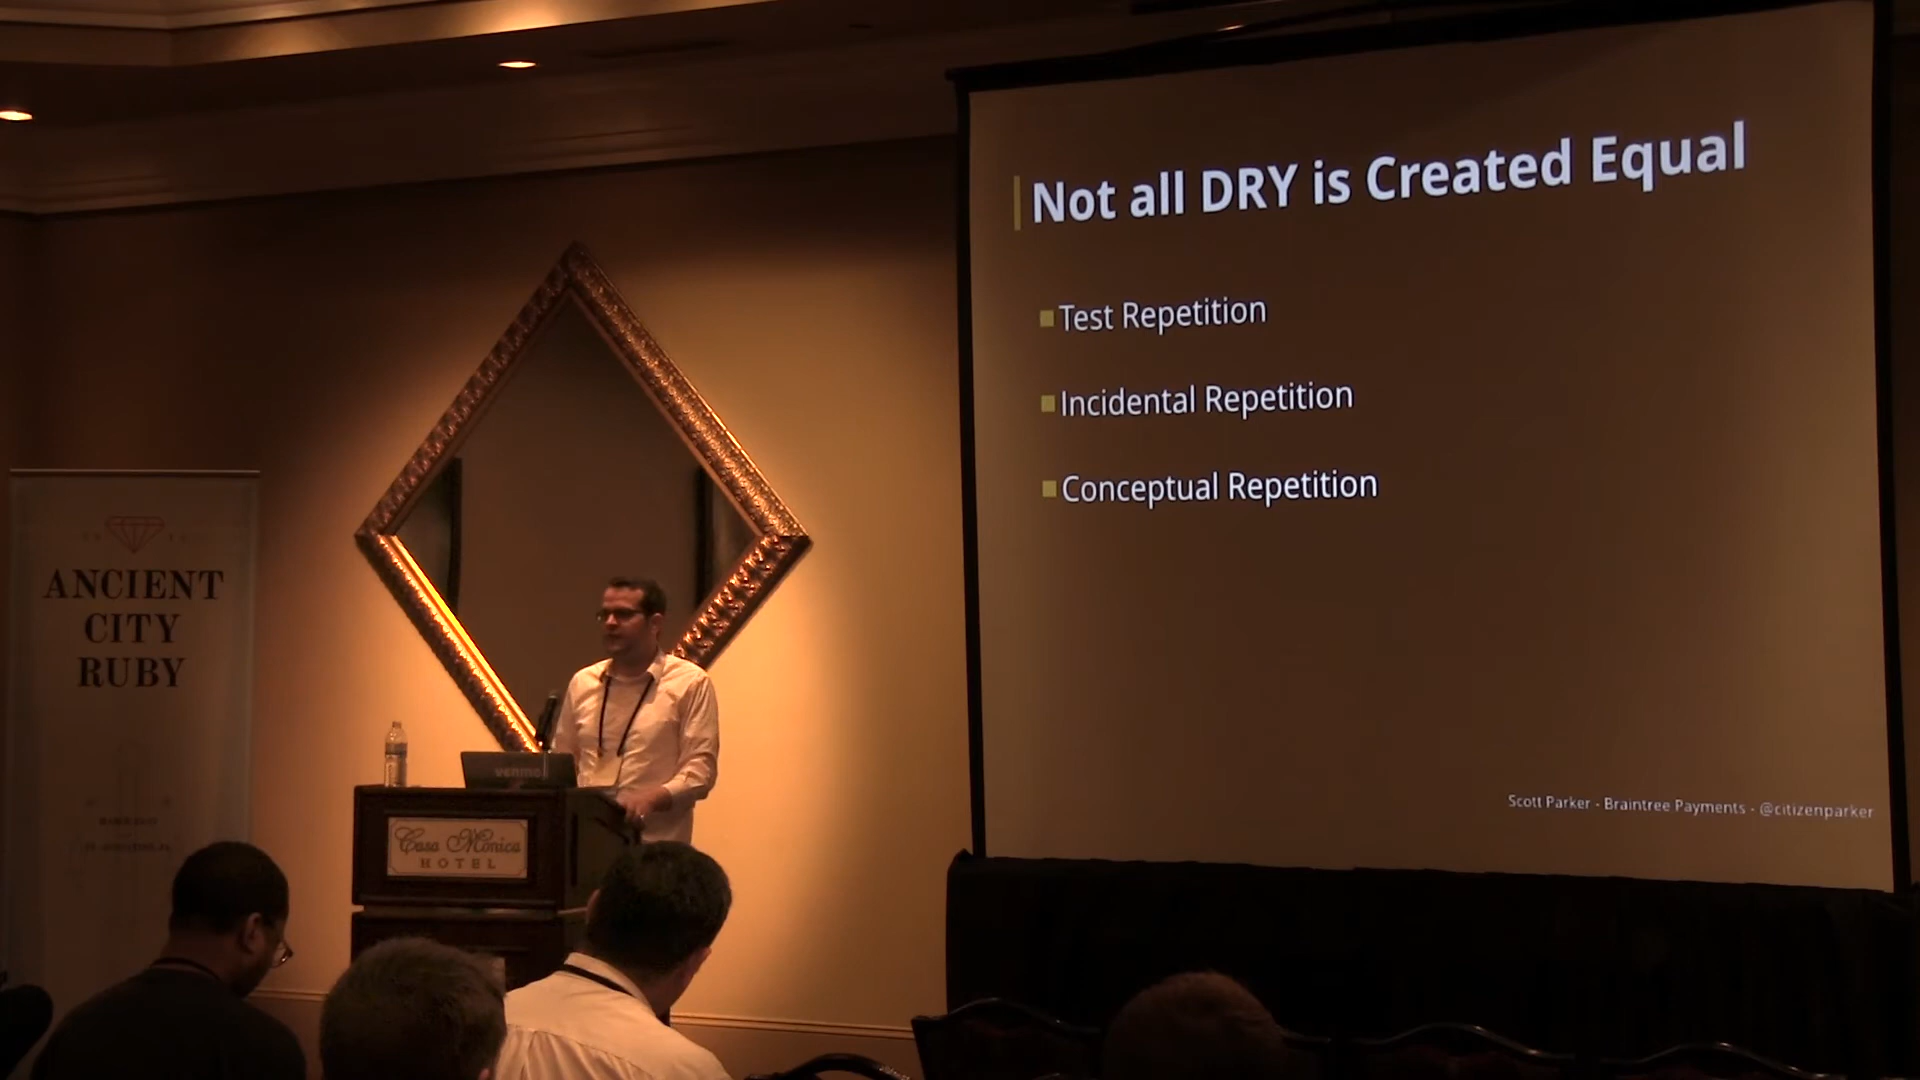 Not all DRY is Created Equal
Test Repetition
Incidental Repetition
Conceptual Repetition
Scott Parker - Braintree Payments - @citizenparker
ANCIENT
CITY
RUBY
venmo
Casa Monica
HOTEL